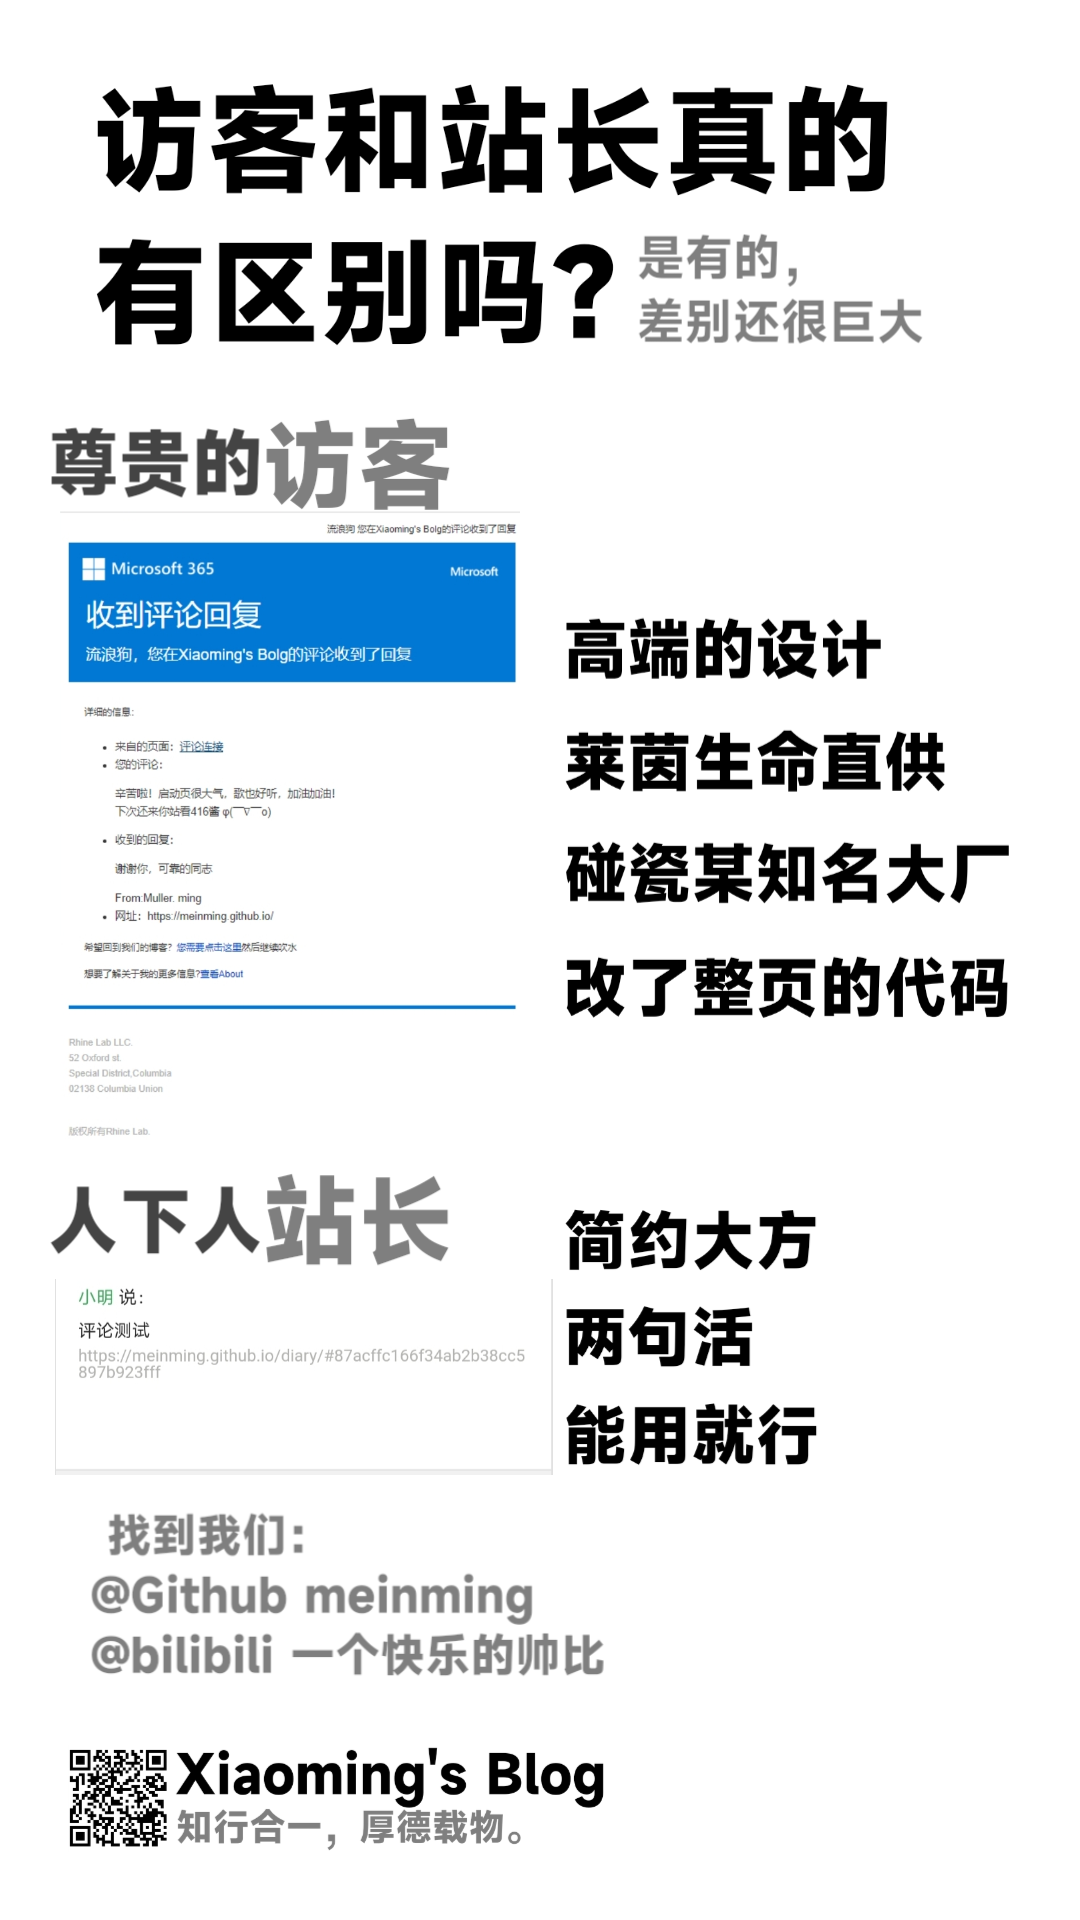 访客和站长真的
有区别吗？
是有的，
差别还很巨大
尊贵的访客
流浪狗 您在Xiaoming's Bolg的评论收到了回复
Microsoft 365
Microsoft
收到评论回复
流浪狗，您在Xiaoming's Bolg的评论收到了回复
详细的信息:
来自的页面：评论连接
您的评论:
辛苦啦！启动页很大气，歌也好听，加油加油!
下次还来你站看416酱 φ(￣▽￣o)
收到的回复:
谢谢你，可靠的同志
From:Muller. ming
网址：https://meinming.github.io/
希望回到我们的博客? 您需要点击这里然后继续吹水
想要了解关于我的更多信息?查看About
Rhine Lab LLC.
52 Oxford st.
Special District,Columbia
02138 Columbia Union
版权所有Rhine Lab.
高端的设计
莱茵生命直供
碰瓷某知名大厂
改了整页的代码
人下人站长
小明 说：
评论测试
https://meinming.github.io/diary/#87acffc166f34ab2b38cc5
897b923fff
简约大方
两句活
能用就行
找到我们：
@Github meinming
@bilibili 一个快乐的帅比
Xiaoming's Blog
知行合一，厚德载物。